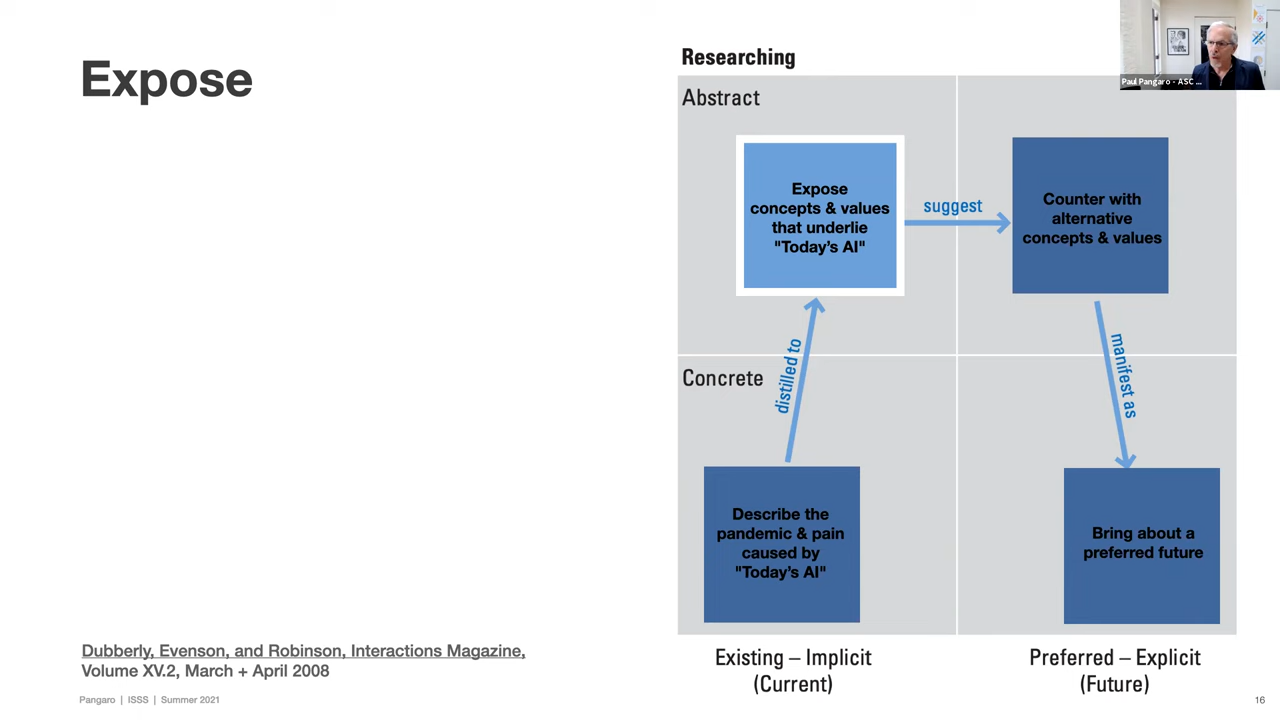 Expose
Researching
Paul Pangaro - ASC ...
Abstract
Expose
concepts & values
that underlie
"Today's AI"
suggest
Counter with
alternative
concepts & values
distilled to
manifest as
Concrete
Describe the
pandemic & pain
caused by
"Today's AI"
Bring about a
preferred future
Existing – Implicit
(Current)
Preferred – Explicit
(Future)
Dubberly, Evenson, and Robinson, Interactions Magazine,
Volume XV.2, March + April 2008
Pangaro | ISSS | Summer 2021
16